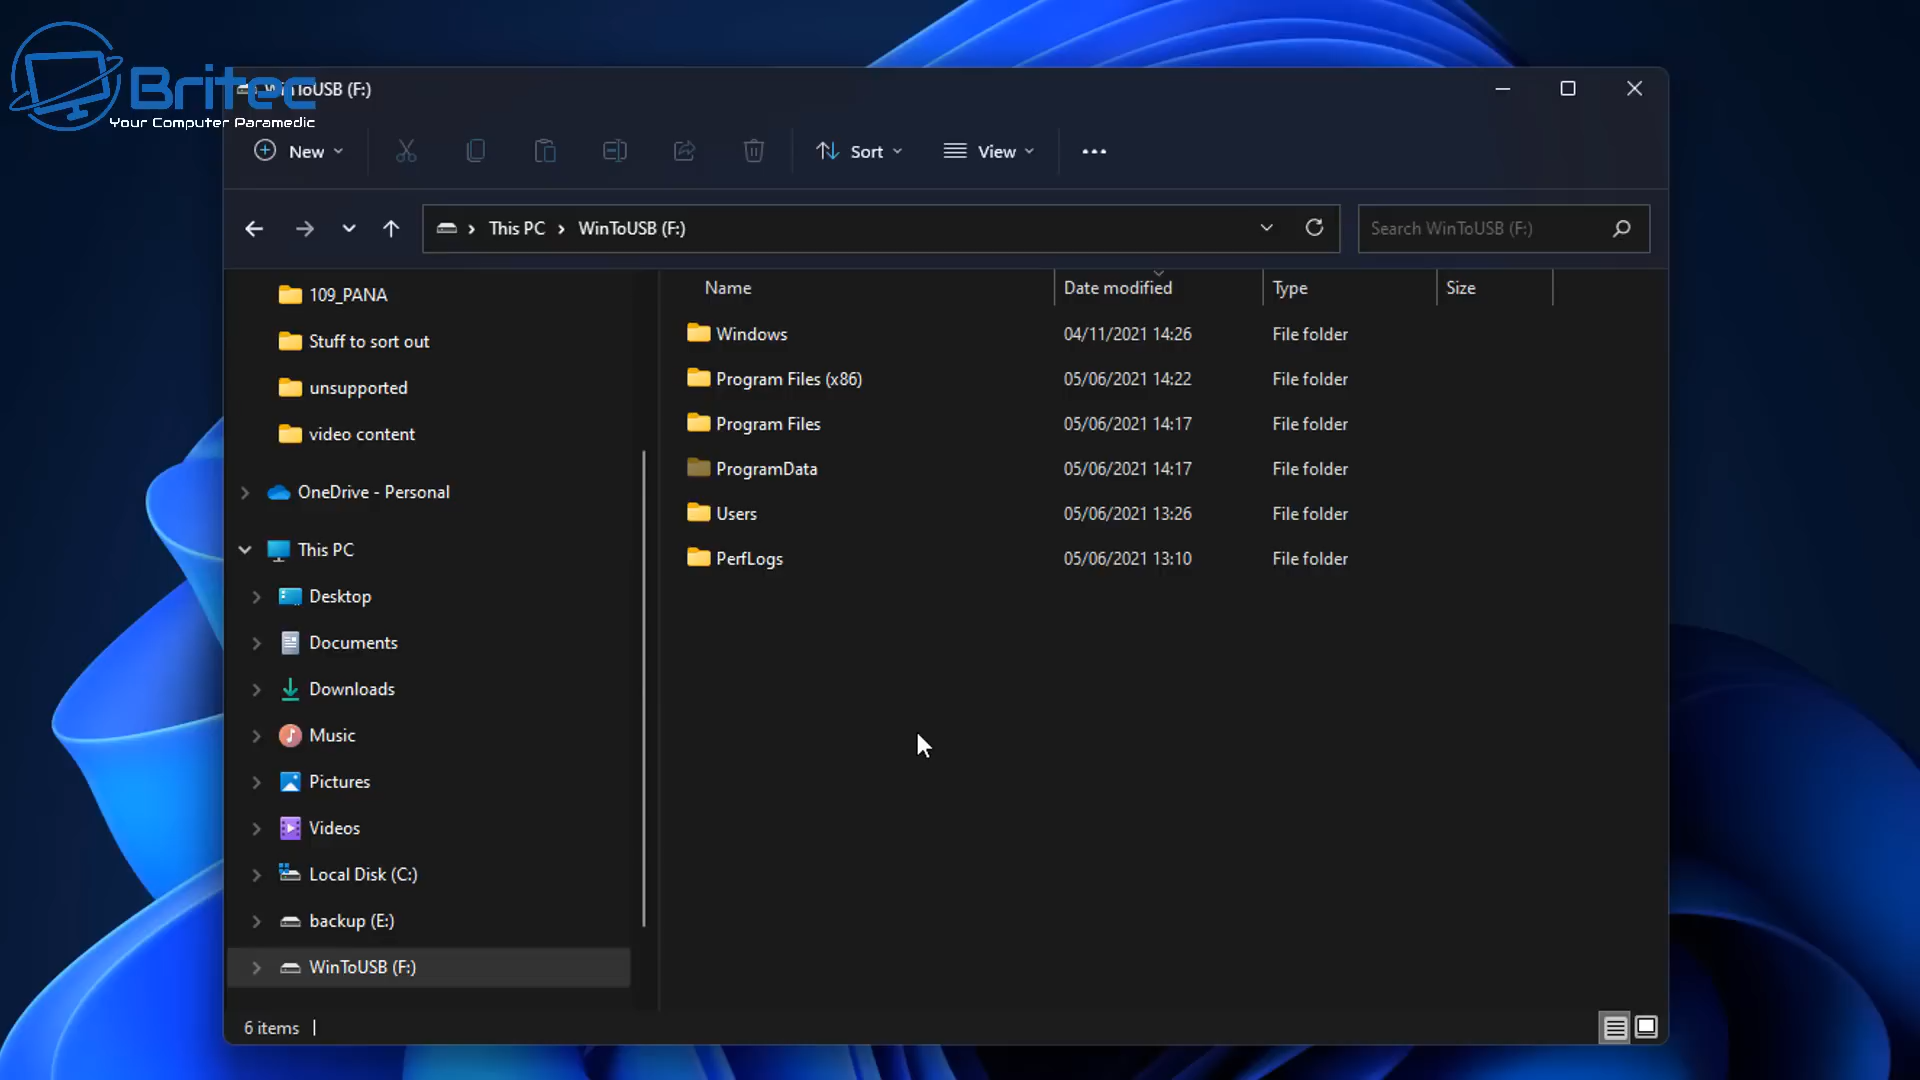 Britec
Your Computer Paramedic
WinToUSB (F:)
New
Sort
View
This PC
WinToUSB (F:)
Search WinToUSB (F:)
109_PANA
Stuff to sort out
unsupported
video content
OneDrive - Personal
This PC
Desktop
Documents
Downloads
Music
Pictures
Videos
Local Disk (C:)
backup (E:)
WinToUSB (F:)
Name Date modified Type Size
Windows 04/11/2021 14:26 File folder
Program Files (x86) 05/06/2021 14:22 File folder
Program Files 05/06/2021 14:17 File folder
ProgramData 05/06/2021 14:17 File folder
Users 05/06/2021 13:26 File folder
PerfLogs 05/06/2021 13:10 File folder
6 items